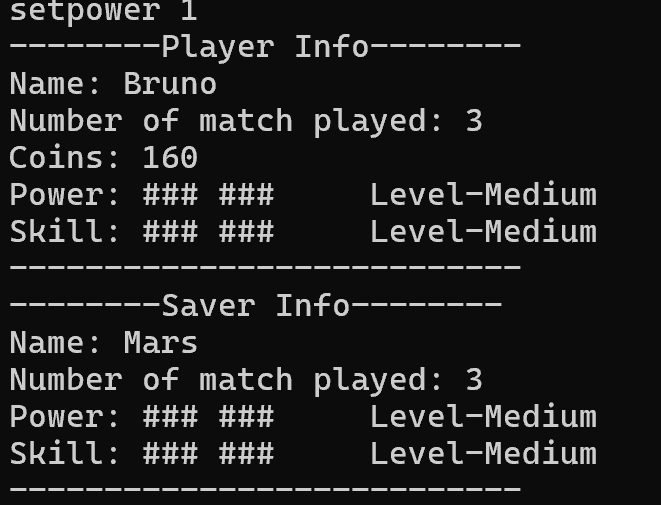 setpower 1
--------Player Info--------
Name: Bruno
Number of match played: 3
Coins: 160
Power: ### ###     Level-Medium
Skill: ### ###     Level-Medium
---------------------------
--------Saver Info--------
Name: Mars
Number of match played: 3
Power: ### ###     Level-Medium
Skill: ### ###     Level-Medium
---------------------------